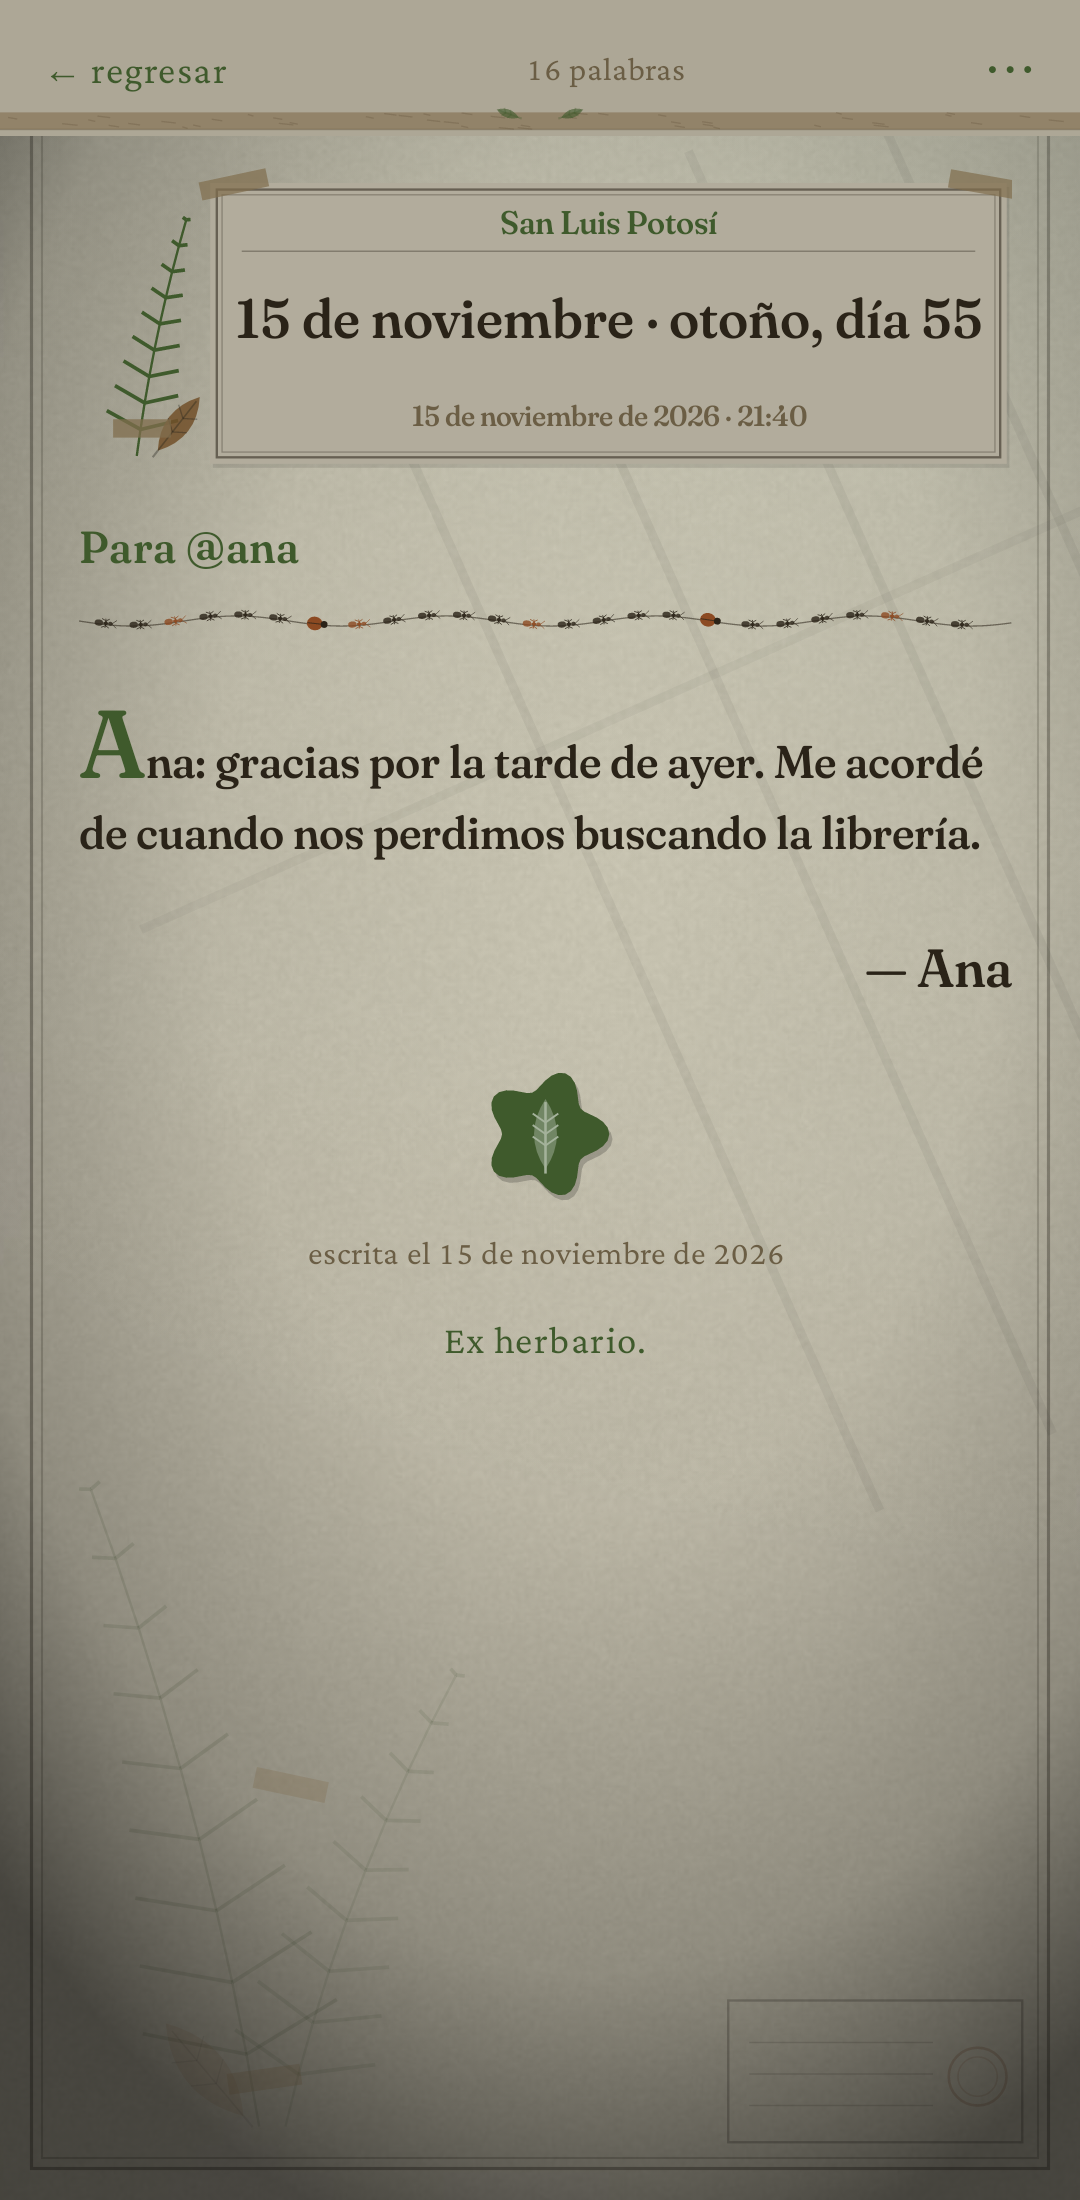 ← regresar
16 palabras
...
San Luis Potosí
15 de noviembre · otoño, día 55
15 de noviembre de 2026 · 21:40
Para @ana
Ana: gracias por la tarde de ayer. Me acordé
de cuando nos perdimos buscando la librería.
— Ana
escrita el 15 de noviembre de 2026
Ex herbario.